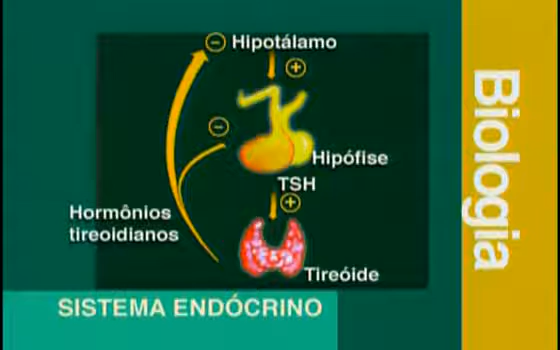 Hipotálamo
Hipófise
TSH
Hormônios
tireoidianos
Tireóide
SISTEMA ENDÓCRINO
Biologia